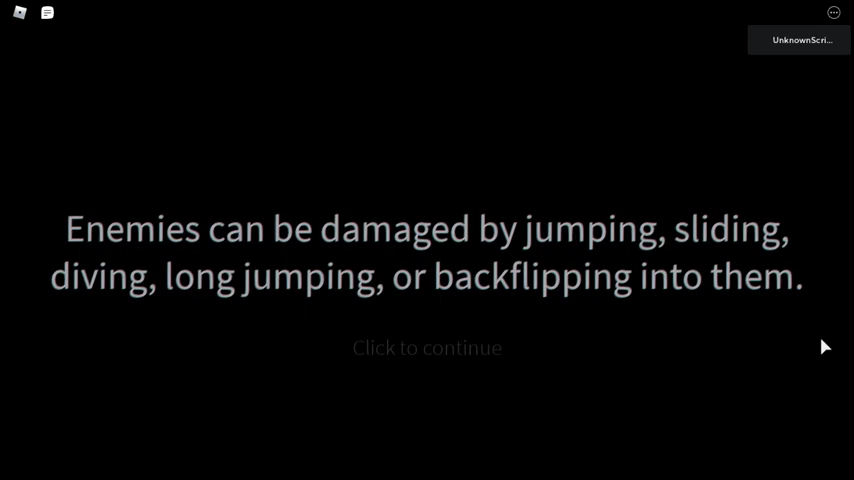 UnknownScri...
Enemies can be damaged by jumping, sliding,
diving, long jumping, or backflipping into them.
Click to continue